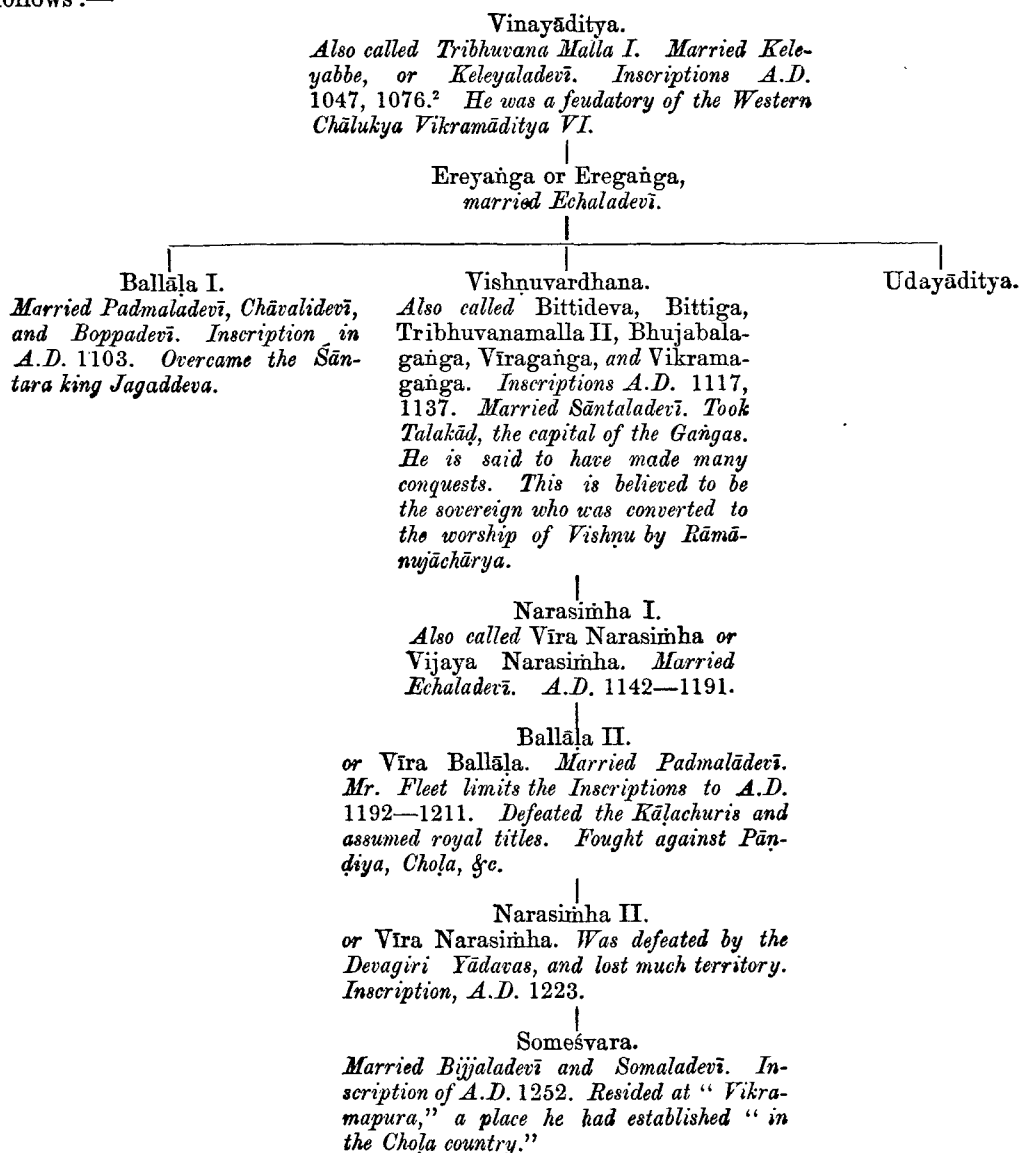 follows :—
Vinayāditya.
Also called Tribhuvana Malla I. Married Kele-
yabbe, or Keleyaladevī. Inscriptions A.D.
1047, 1076.² He was a feudatory of the Western
Chālukya Vikramāditya VI.
Ereyaṅga or Eregaṅga,
married Echaladevī.
Ballāḷa I.
Married Padmaladevī, Chāvalidevī,
and Boppadevī. Inscription in
A.D. 1103. Overcame the Śān-
tara king Jagaddeva.
Vishṇuvardhana.
Also called Bittideva, Bittiga,
Tribhuvanamalla II, Bhujabala-
gaṅga, Vīragaṅga, and Vikrama-
gaṅga. Inscriptions A.D. 1117,
1137. Married Sāntaladevī. Took
Talakāḍ, the capital of the Gaṅgas.
He is said to have made many
conquests. This is believed to be
the sovereign who was converted to
the worship of Vishṇu by Rāmā-
nujāchārya.
Udayāditya.
Narasiṁha I.
Also called Vīra Narasiṁha or
Vijaya Narasiṁha. Married
Echaladevī. A.D. 1142—1191.
Ballāḷa II.
or Vīra Ballāḷa. Married Padmalādevī.
Mr. Fleet limits the Inscriptions to A.D.
1192—1211. Defeated the Kāḷachuris and
assumed royal titles. Fought against Pāṇ-
ḍiya, Choḷa, &c.
Narasiṁha II.
or Vīra Narasiṁha. Was defeated by the
Devagiri Yādavas, and lost much territory.
Inscription, A.D. 1223.
Someśvara.
Married Bijjaladevī and Somaladevī. In-
scription of A.D. 1252. Resided at “ Vikra-
mapura,” a place he had established “ in
the Choḷa country.”